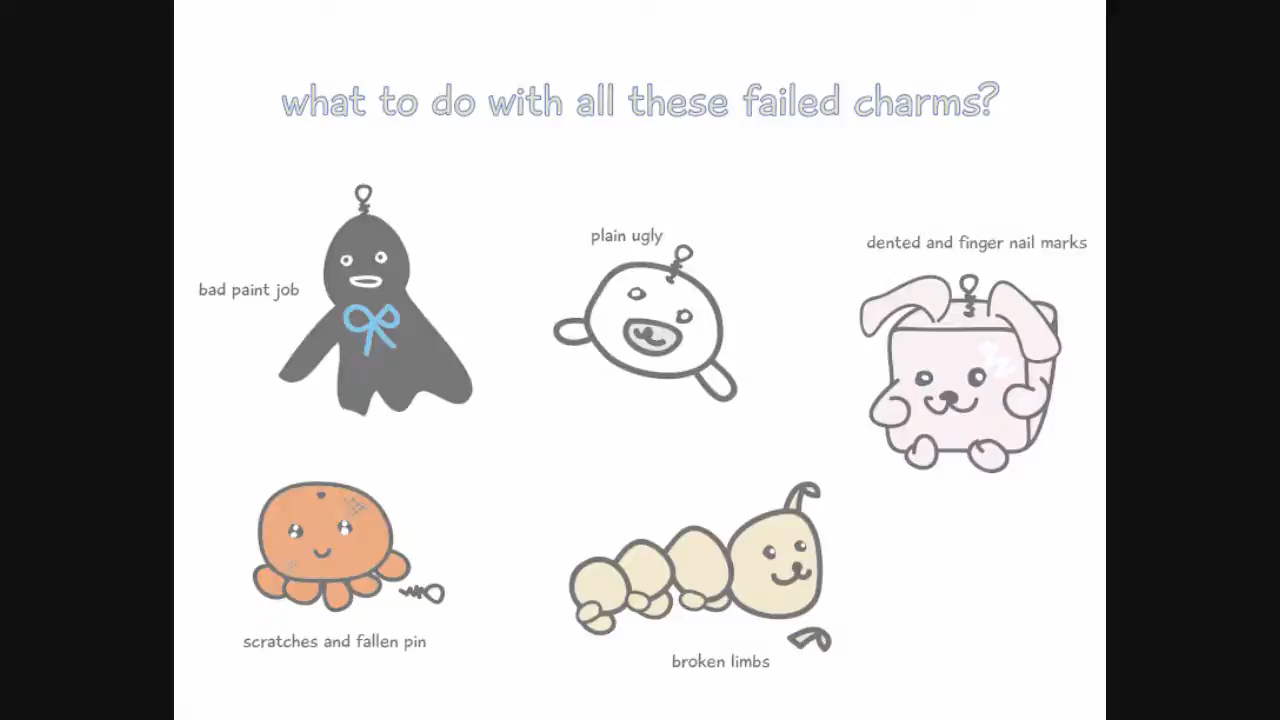 what to do with all these failed charms?
plain ugly
dented and finger nail marks
bad paint job
scratches and fallen pin
broken limbs